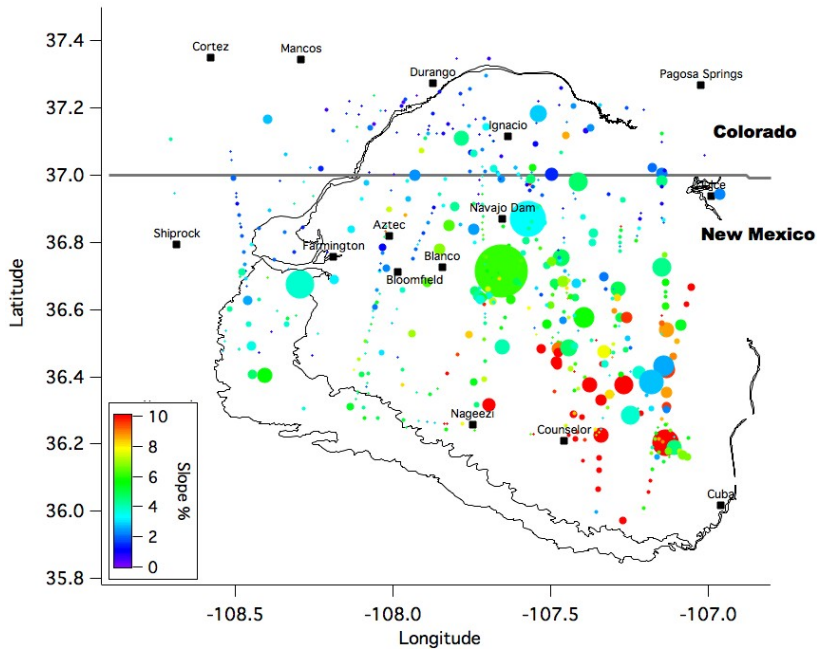 37.4
Cortez
Mancos
Durango
Pagosa Springs
37.2
Ignacio
Colorado
37.0
Navajo Dam
Aztec
New Mexico
36.8
Shiprock
Farmington
Blanco
Bloomfield
Latitude
36.6
36.4
10
8
6
4
2
0
Slope %
Nageezi
Counselor
36.2
Cuba
36.0
35.8
-108.5
-108.0
-107.5
-107.0
Longitude